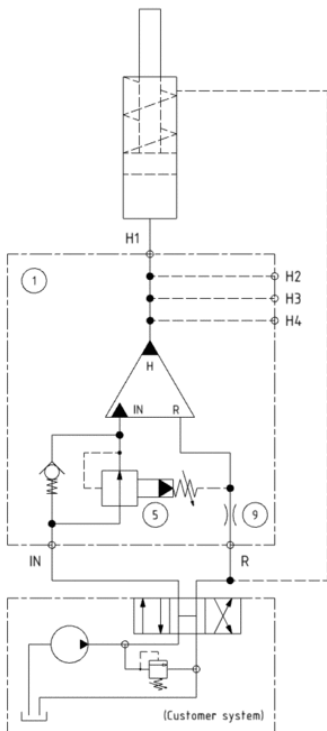 H1
1
H2
H3
H4
H
IN R
5
9
IN R
(Customer system)